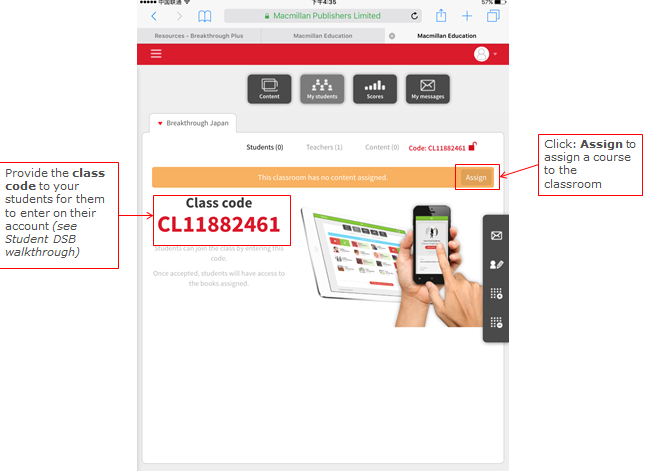 中国联通
下午4:35
57%
Macmillan Publishers Limited
Resources - Breakthrough Plus
Macmillan Education
Macmillan Education
Content
My students
Scores
My messages
Breakthrough Japan
Students (0)
Teachers (1)
Content (0)
Code: CL11882461
This classroom has no content assigned.
Assign
Click: Assign to
assign a course
to the
classroom
Provide the class
code to your
students for them
to enter on their
account (see
Student DSB
walkthrough)
Class code
CL11882461
Students can join the class by entering this
code.
Once accepted, students will have access to
the books assigned.